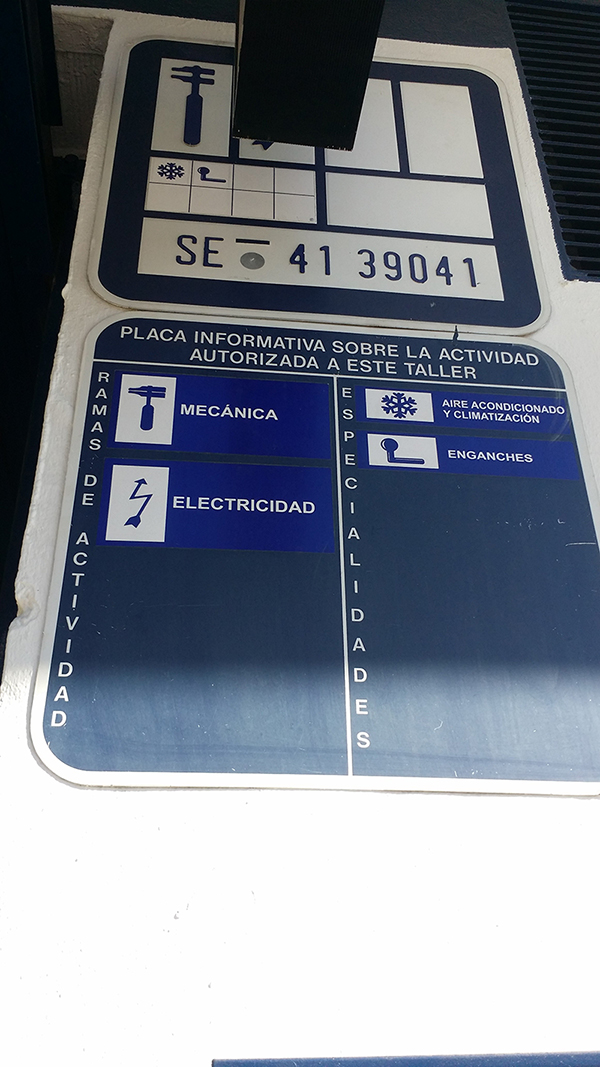 SE - 41 39041
PLACA INFORMATIVA SOBRE LA ACTIVIDAD
AUTORIZADA A ESTE TALLER
RAMAS DE ACTIVIDAD
MECÁNICA
ELECTRICIDAD
ESPECIALIDADES
AIRE ACONDICIONADO
Y CLIMATIZACIÓN
ENGANCHES